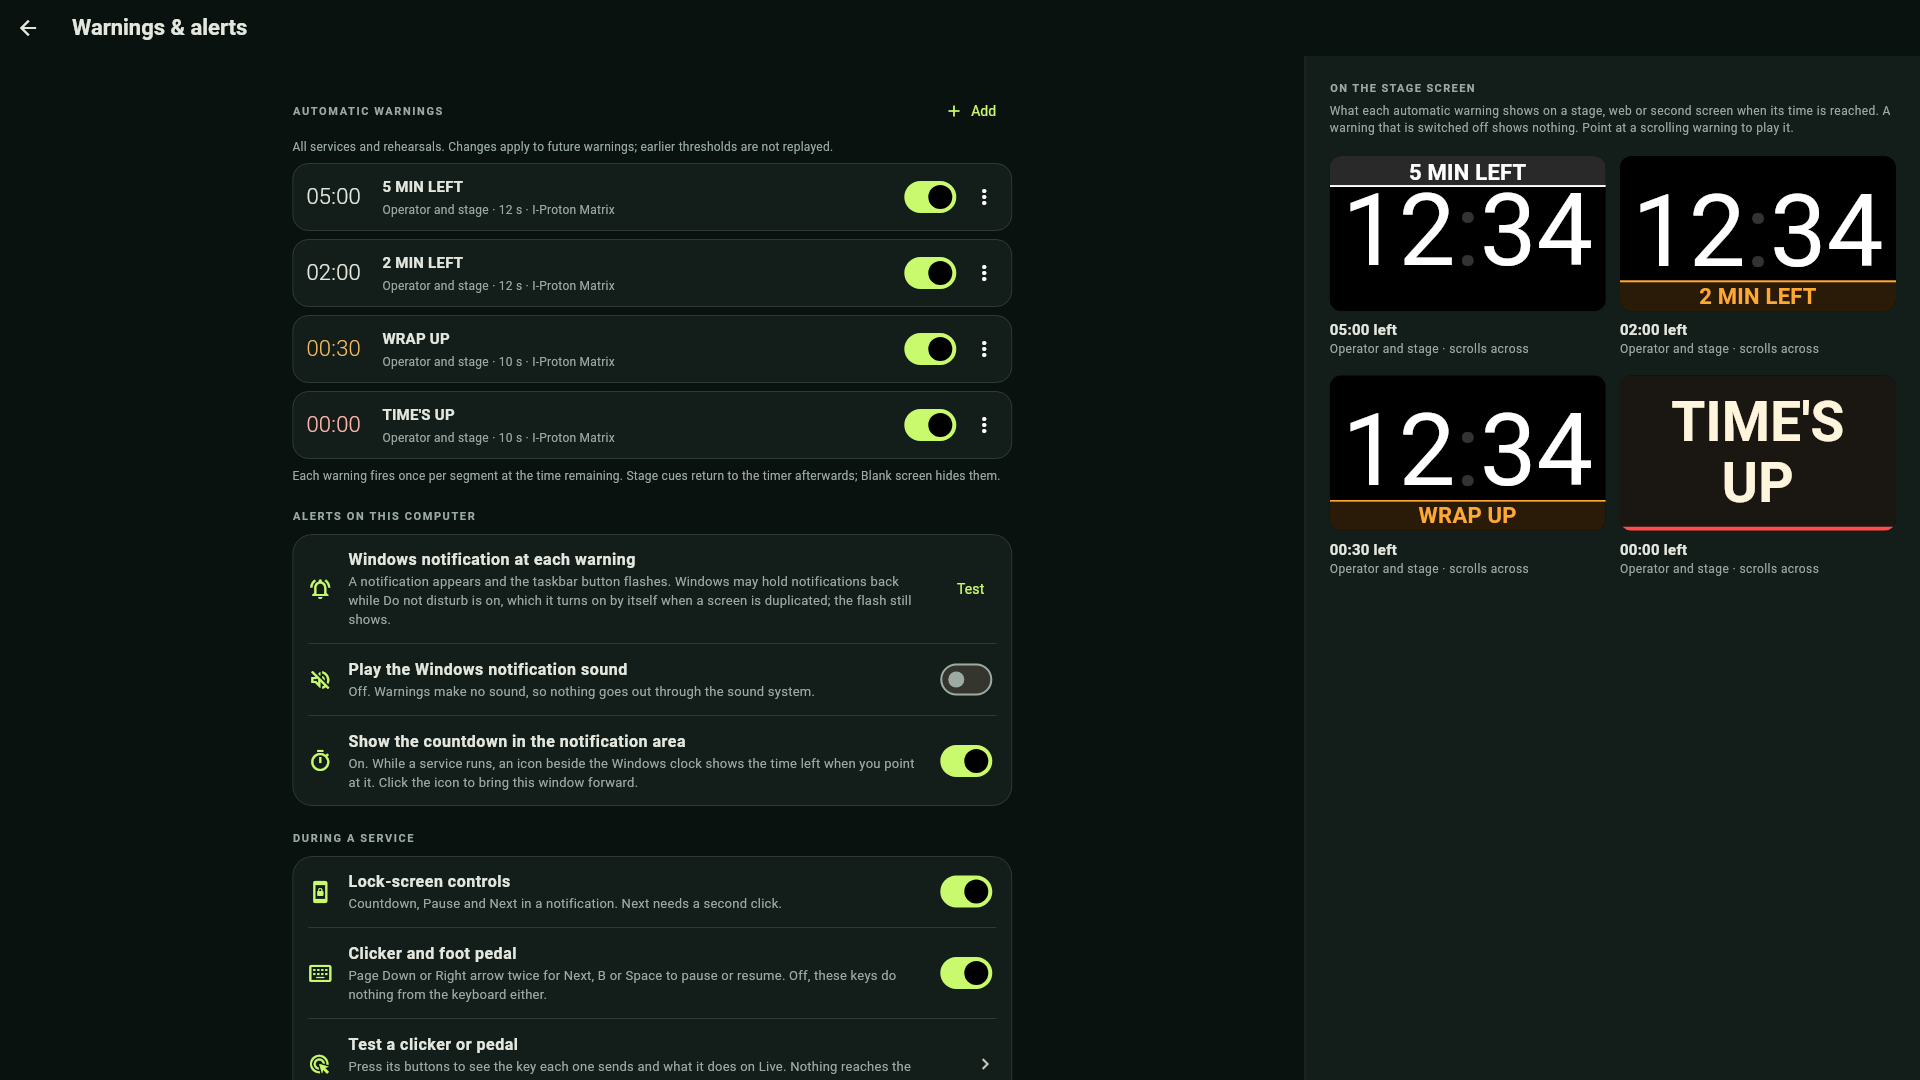 Warnings & alerts
AUTOMATIC WARNINGS
Add
All services and rehearsals. Changes apply to future warnings; earlier thresholds are not replayed.
05:00
5 MIN LEFT
Operator and stage · 12 s · I-Proton Matrix
02:00
2 MIN LEFT
Operator and stage · 12 s · I-Proton Matrix
00:30
WRAP UP
Operator and stage · 10 s · I-Proton Matrix
00:00
TIME'S UP
Operator and stage · 10 s · I-Proton Matrix
Each warning fires once per segment at the time remaining. Stage cues return to the timer afterwards; Blank screen hides them.
ALERTS ON THIS COMPUTER
Windows notification at each warning
A notification appears and the taskbar button flashes. Windows may hold notifications back
while Do not disturb is on, which it turns on by itself when a screen is duplicated; the flash still
shows.
Test
Play the Windows notification sound
Off. Warnings make no sound, so nothing goes out through the sound system.
Show the countdown in the notification area
On. While a service runs, an icon beside the Windows clock shows the time left when you point
at it. Click the icon to bring this window forward.
DURING A SERVICE
Lock-screen controls
Countdown, Pause and Next in a notification. Next needs a second click.
Clicker and foot pedal
Page Down or Right arrow twice for Next, B or Space to pause or resume. Off, these keys do
nothing from the keyboard either.
Test a clicker or pedal
Press its buttons to see the key each one sends and what it does on Live. Nothing reaches the
ON THE STAGE SCREEN
What each automatic warning shows on a stage, web or second screen when its time is reached. A
warning that is switched off shows nothing. Point at a scrolling warning to play it.
5 MIN LEFT
12:34
05:00 left
Operator and stage · scrolls across
12:34
2 MIN LEFT
02:00 left
Operator and stage · scrolls across
12:34
WRAP UP
00:30 left
Operator and stage · scrolls across
TIME'S
UP
00:00 left
Operator and stage · scrolls across